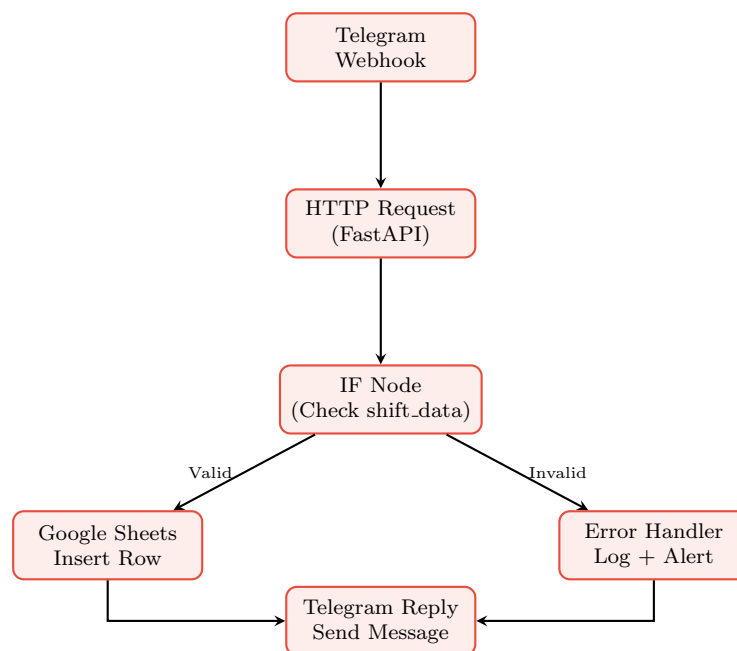 Telegram
Webhook
HTTP Request
(FastAPI)
IF Node
(Check shift_data)
Valid
Invalid
Google Sheets
Insert Row
Error Handler
Log + Alert
Telegram Reply
Send Message